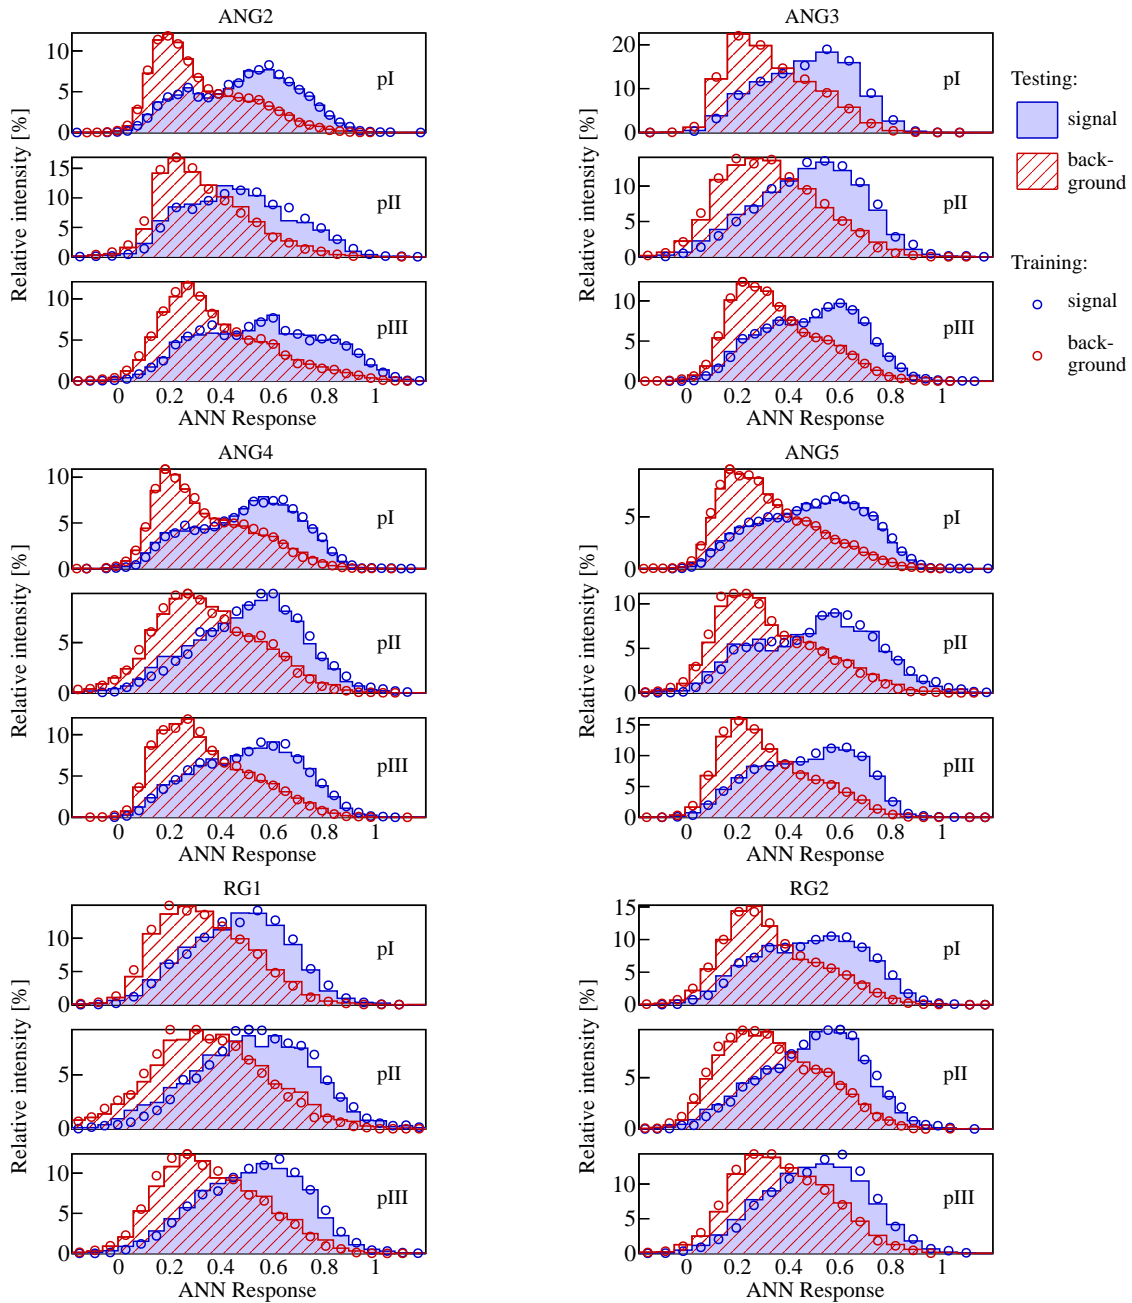 ANG2
10
5
0
pI
15
10
5
0
pII
10
5
0
pIII
0 0.2 0.4 0.6 0.8 1
ANN Response
Relative intensity [%]
ANG3
20
10
0
pI
10
5
0
pII
10
5
0
pIII
0 0.2 0.4 0.6 0.8 1
ANN Response
Relative intensity [%]
Testing:
signal
back-
ground
Training:
signal
back-
ground
ANG4
10
5
0
pI
5
0
pII
10
5
0
pIII
0 0.2 0.4 0.6 0.8 1
ANN Response
Relative intensity [%]
ANG5
5
0
pI
10
5
0
pII
15
10
5
0
pIII
0 0.2 0.4 0.6 0.8 1
ANN Response
Relative intensity [%]
RG1
10
5
0
pI
5
0
pII
10
5
0
pIII
0 0.2 0.4 0.6 0.8 1
ANN Response
Relative intensity [%]
RG2
15
10
5
0
pI
5
0
pII
10
5
0
pIII
0 0.2 0.4 0.6 0.8 1
ANN Response
Relative intensity [%]